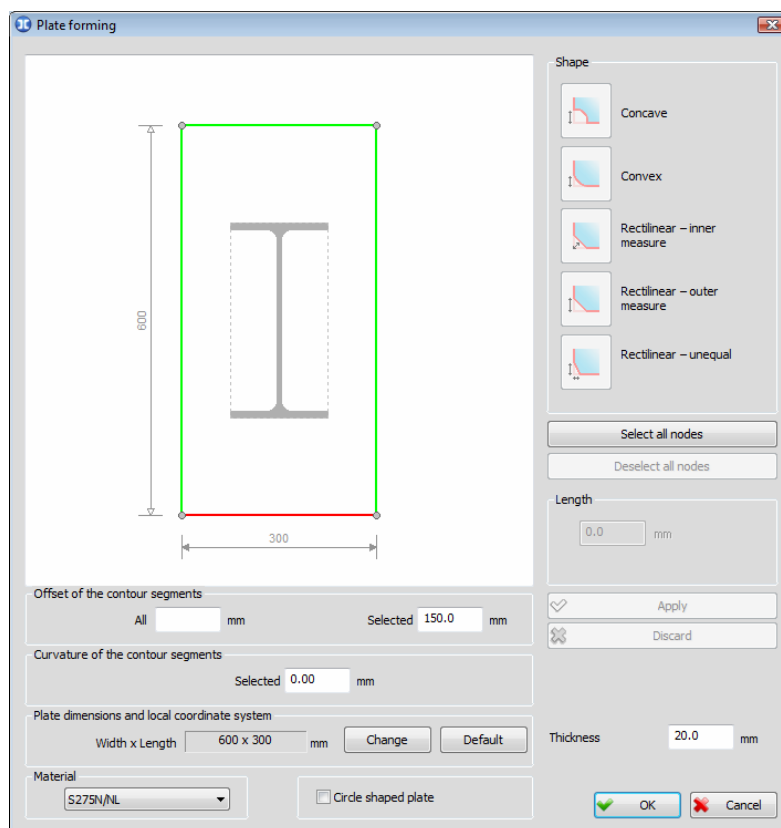 Plate forming
600
300
Shape
Concave
Convex
Rectilinear – inner
measure
Rectilinear – outer
measure
Rectilinear – unequal
Select all nodes
Deselect all nodes
Length
0.0 mm
Offset of the contour segments
All mm Selected 150.0 mm
Apply
Discard
Curvature of the contour segments
Selected 0.00 mm
Plate dimensions and local coordinate system
Width x Length 600 x 300 mm Change Default
Thickness 20.0 mm
Material
S275N/NL
Circle shaped plate
OK Cancel